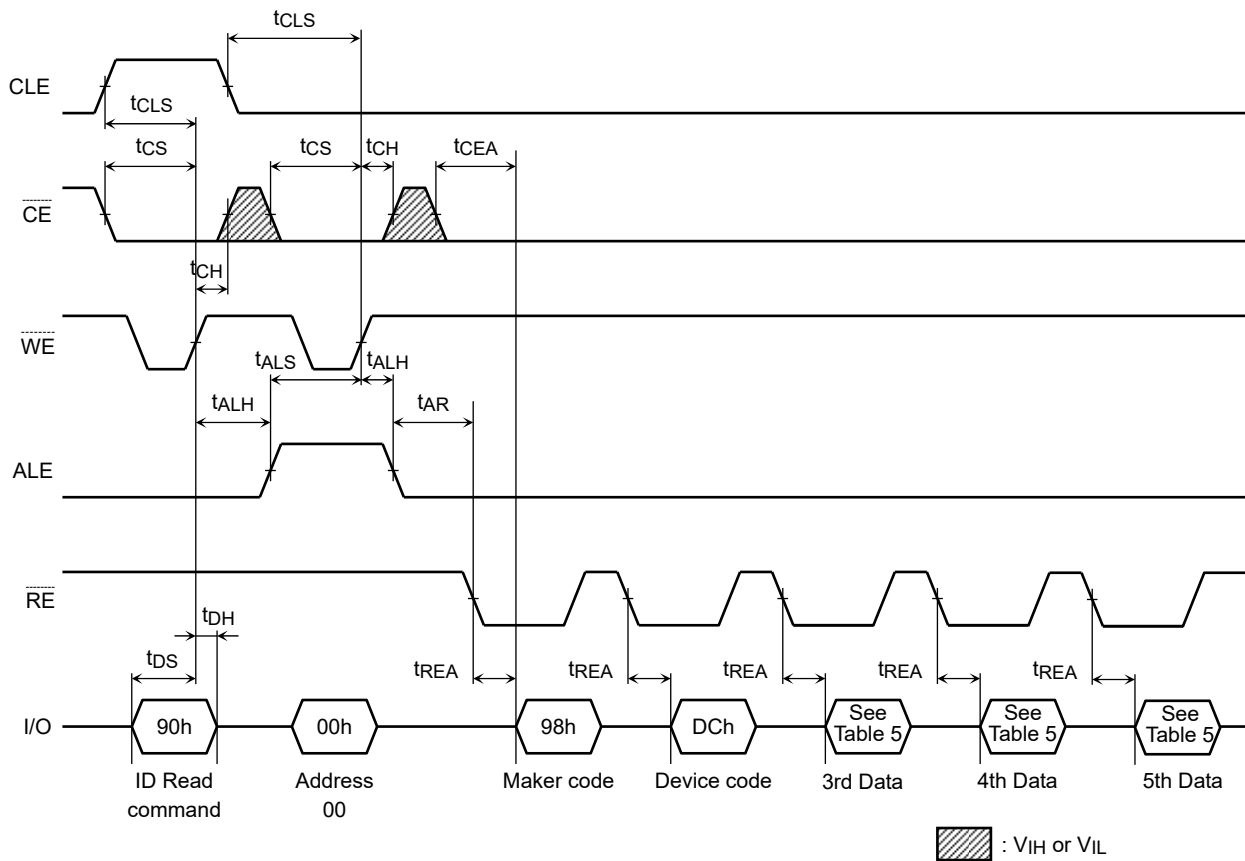 tCLS
CLE
tCLS
tCS
tCS
tCH
tCEA
CE
tCH
WE
tALS
tALH
tALH
tAR
ALE
RE
tDH
tDS
tREA
tREA
tREA
tREA
tREA
I/O
90h
00h
98h
DCh
See
Table 5
See
Table 5
See
Table 5
ID Read
command
Address
00
Maker code
Device code
3rd Data
4th Data
5th Data
: VIH or VIL